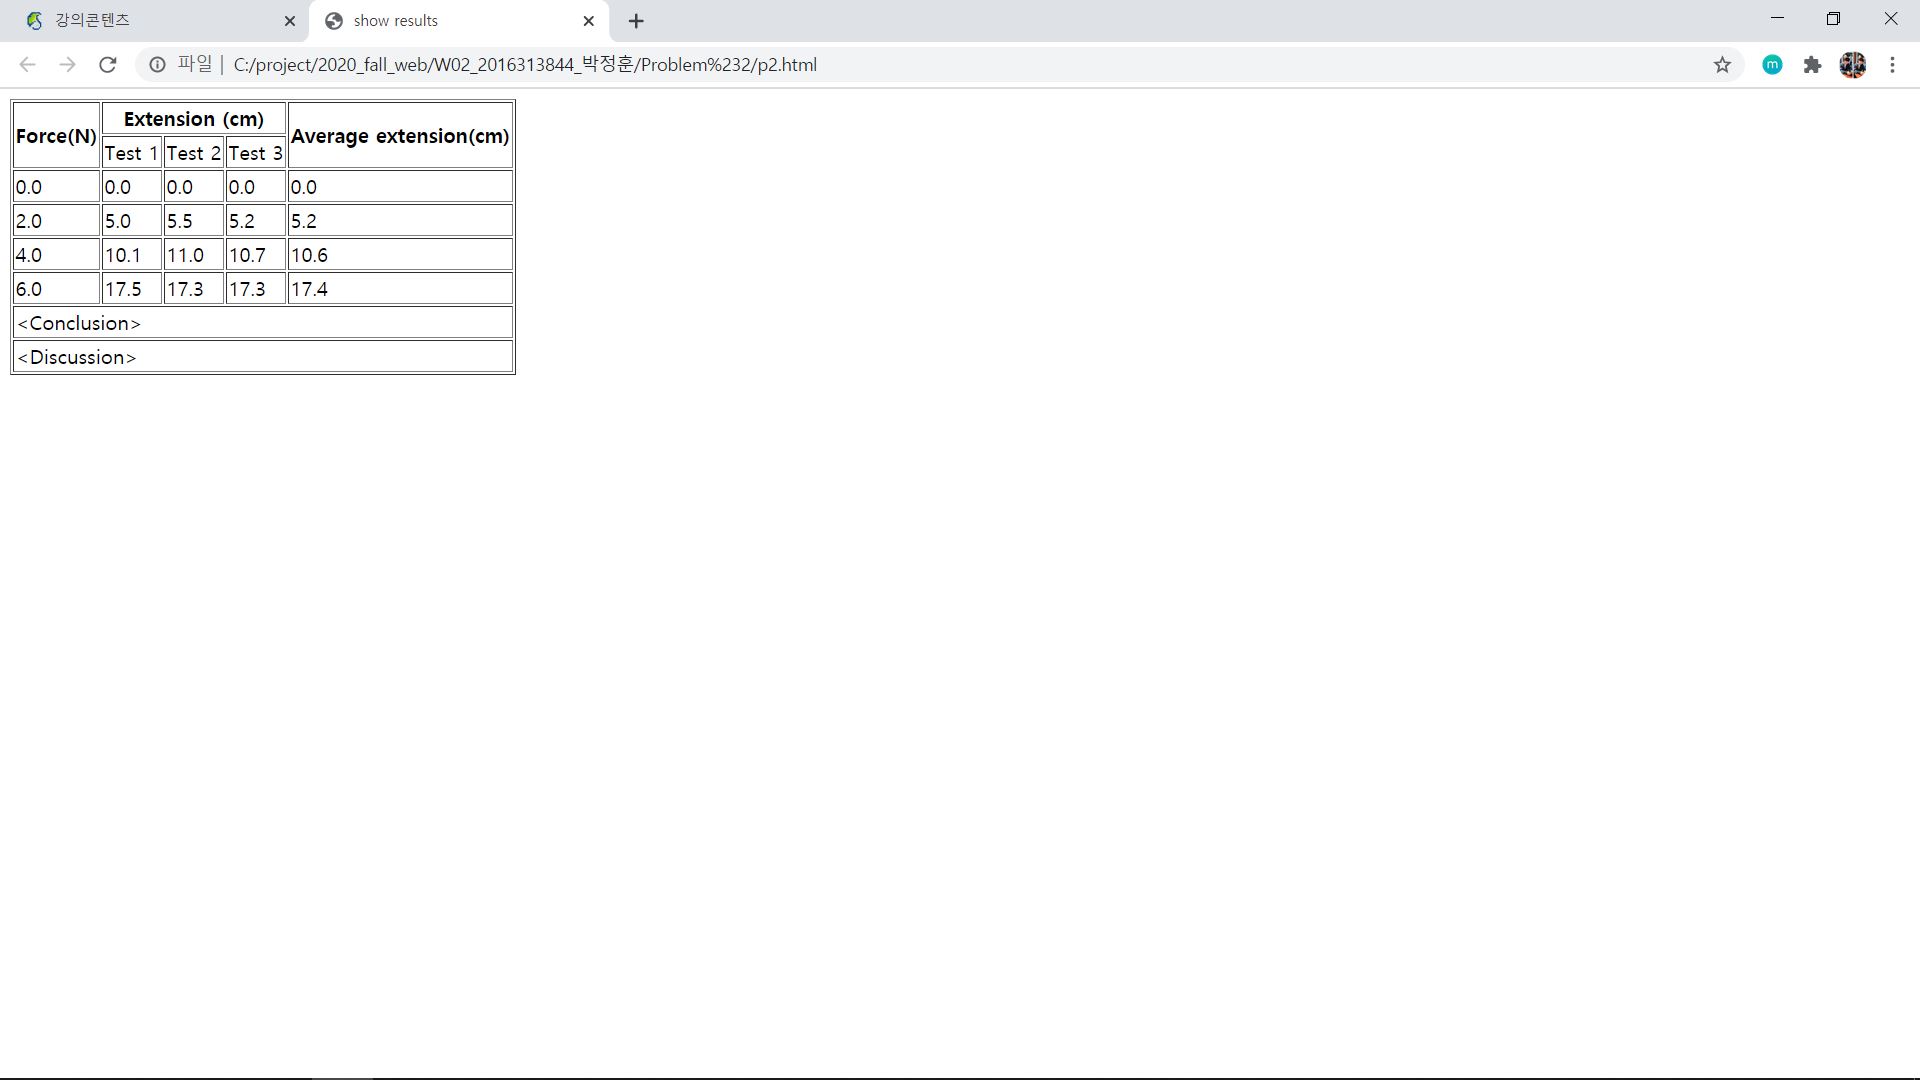 강의콘텐츠
show results
파일 | C:/project/2020_fall_web/W02_2016313844_박정훈/Problem%232/p2.html
m
Force(N) Extension (cm) Average extension(cm)
Test 1 Test 2 Test 3
0.0 0.0 0.0 0.0 0.0
2.0 5.0 5.5 5.2 5.2
4.0 10.1 11.0 10.7 10.6
6.0 17.5 17.3 17.3 17.4
<Conclusion>
<Discussion>